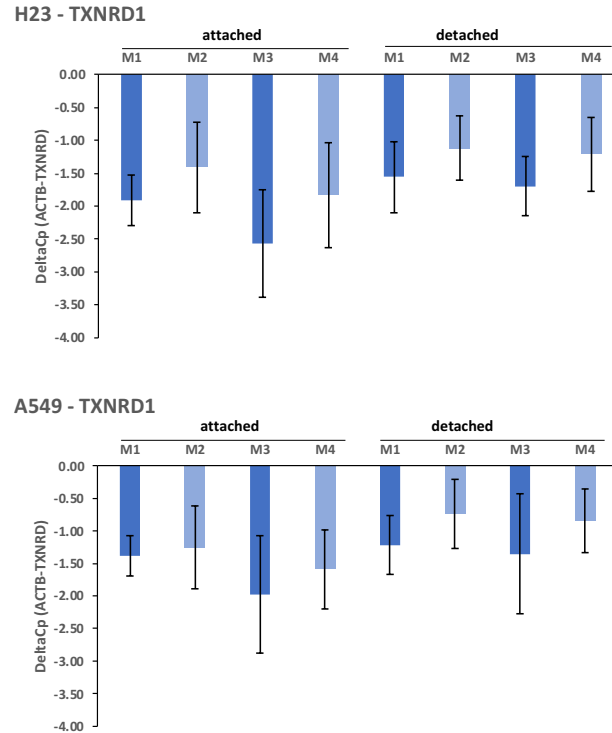 H23 - TXNRD1
attached detached
M1 M2 M3 M4 M1 M2 M3 M4
0.00
-0.50
-1.00
-1.50
-2.00
-2.50
-3.00
-3.50
-4.00
DeltaCp (ACTB-TXNRD)
A549 - TXNRD1
attached detached
M1 M2 M3 M4 M1 M2 M3 M4
0.00
-0.50
-1.00
-1.50
-2.00
-2.50
-3.00
-3.50
-4.00
DeltaCp (ACTB-TXNRD)